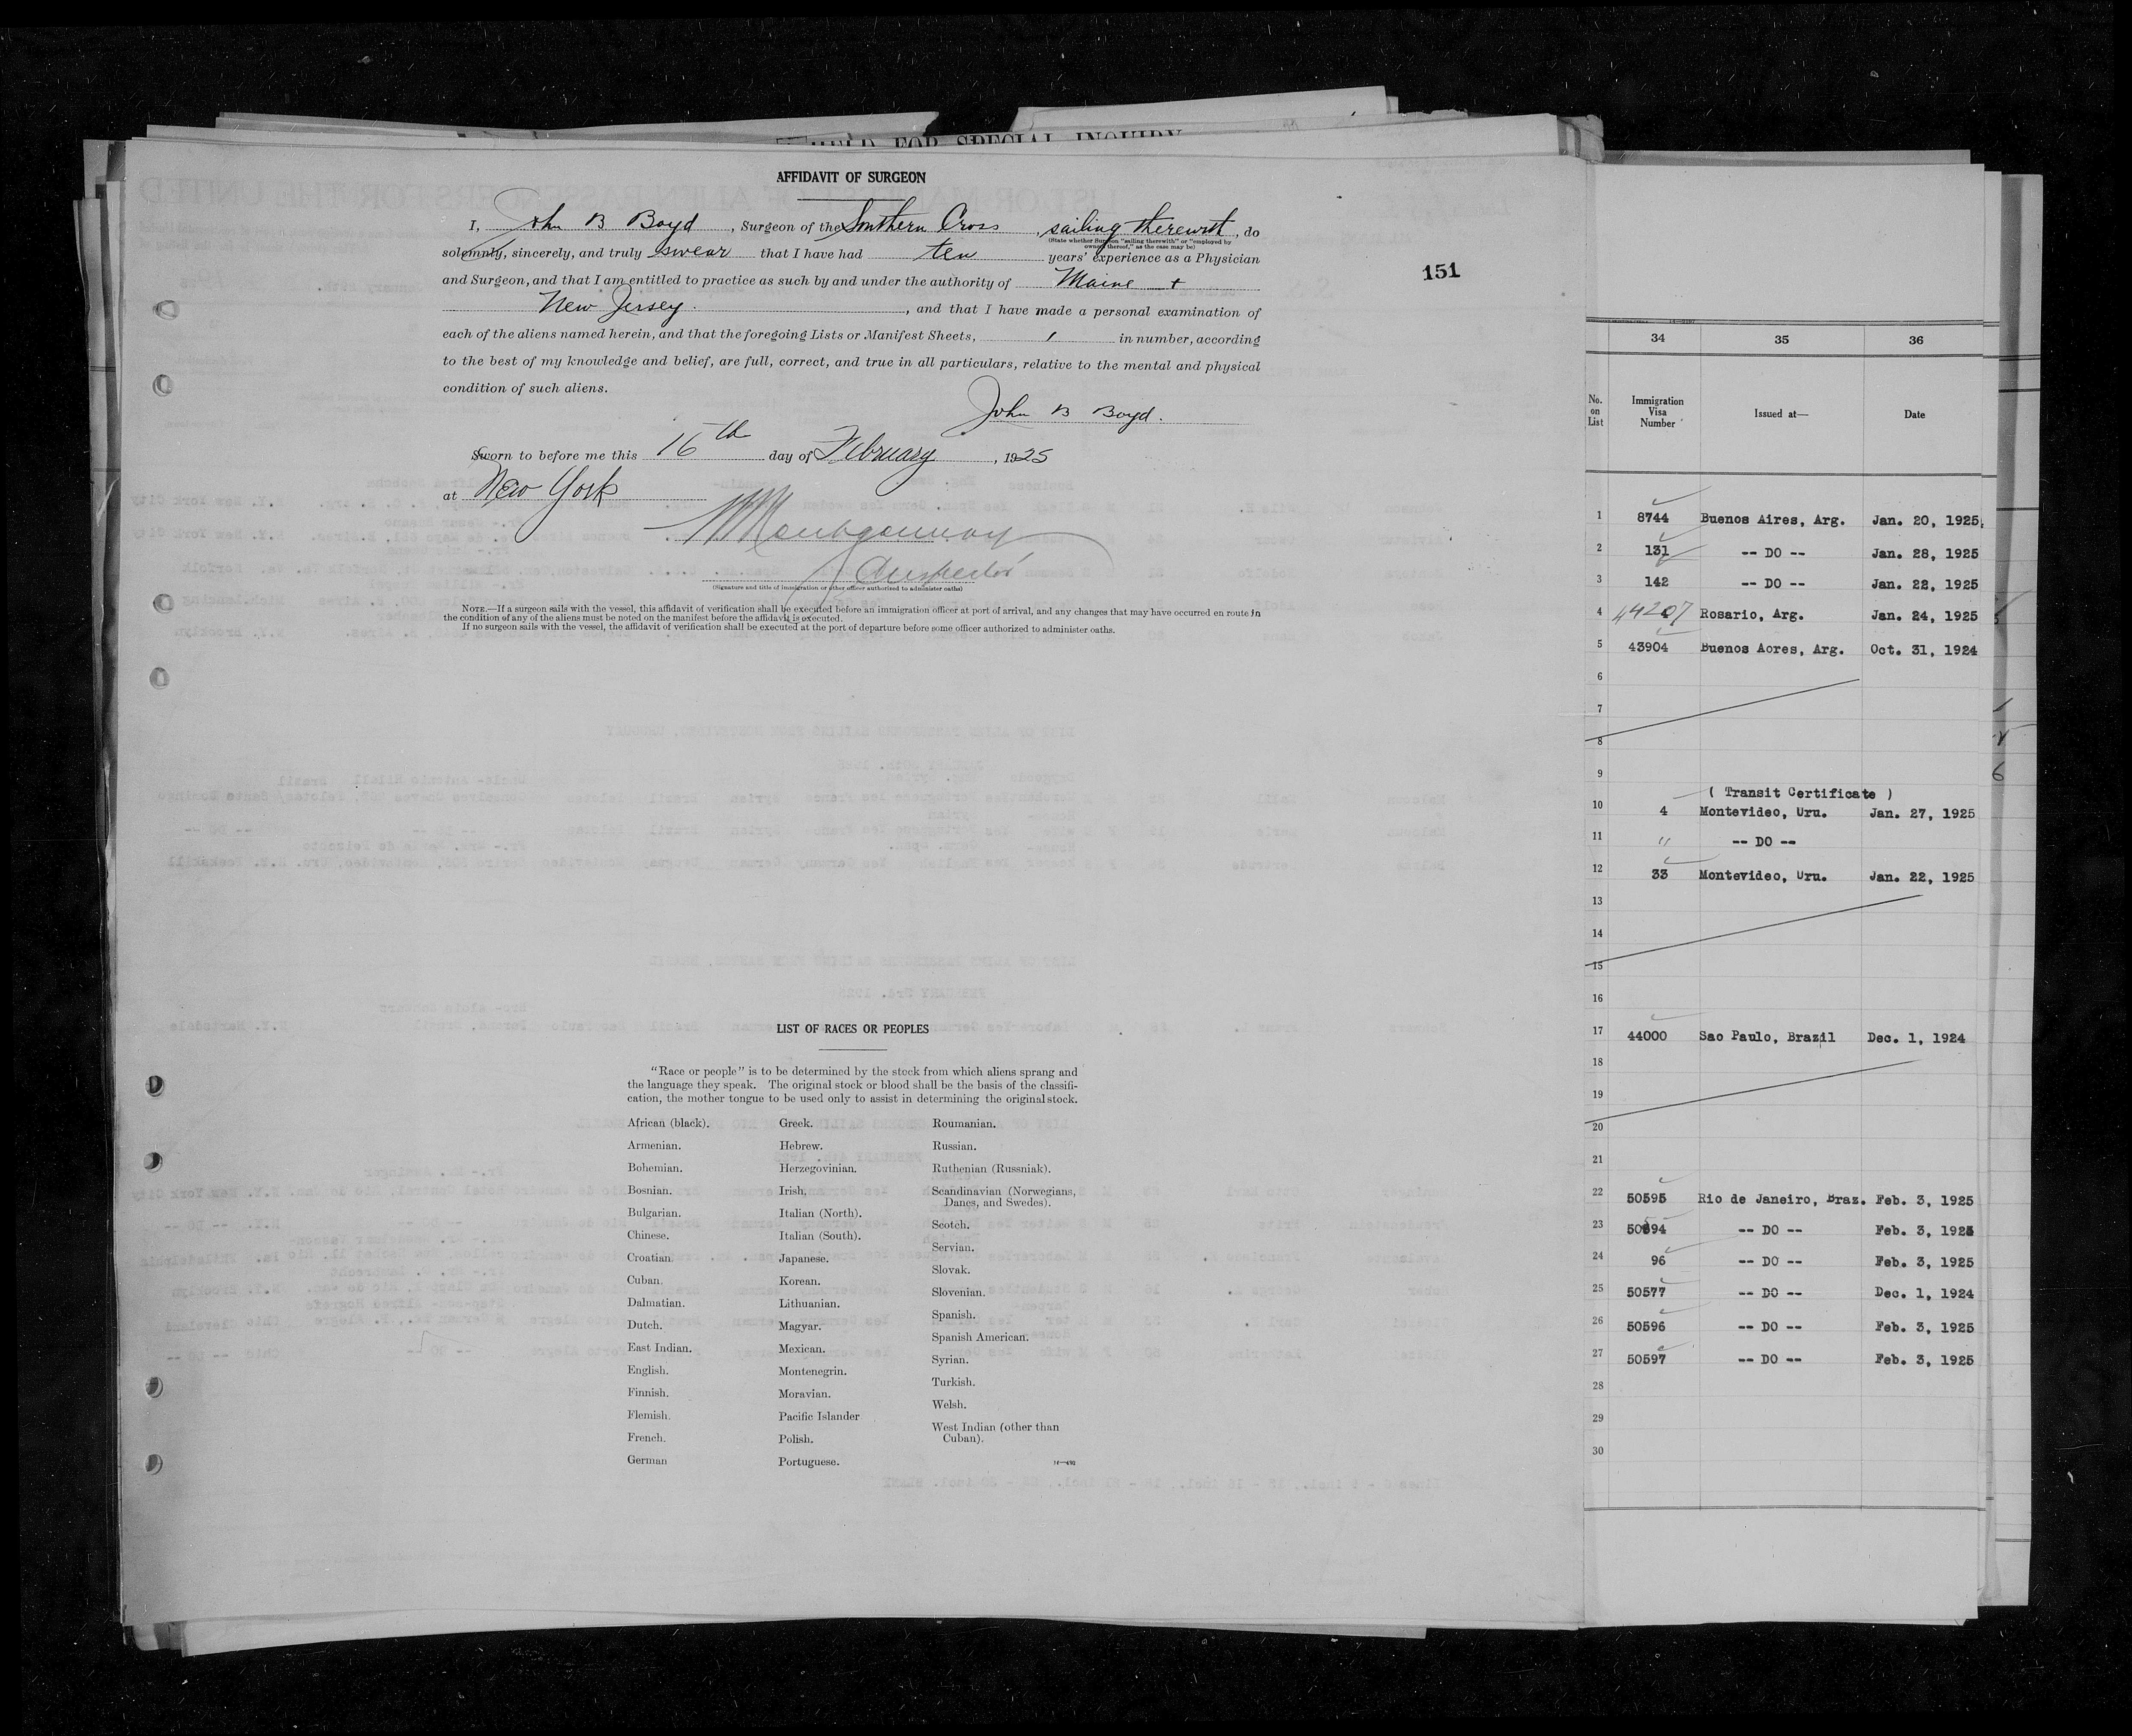 HELD FOR SPECIAL INQUIRY
AFFIDAVIT OF SURGEON
I, John B Boyd, Surgeon of the Southern Cross, sailing therewith, do
(State whether Surgeon "sailing therewith" or "employed by
owners thereof," as the case may be)
solemnly, sincerely, and truly swear that I have had ten years' experience as a Physician
and Surgeon, and that I am entitled to practice as such by and under the authority of Maine +
New Jersey., and that I have made a personal examination of
each of the aliens named herein, and that the foregoing Lists or Manifest Sheets, 1 in number, according
to the best of my knowledge and belief, are full, correct, and true in all particulars, relative to the mental and physical
condition of such aliens.
John B Boyd.
Sworn to before me this 16th day of February, 1925
at New York
Montgomery
Inspector
(Signature and title of immigration or other officer authorized to administer oaths)
NOTE.—If a surgeon sails with the vessel, this affidavit of verification shall be executed before an immigration officer at port of arrival, and any changes that may have occurred en route in
the condition of any of the aliens must be noted on the manifest before the affidavit is executed.
If no surgeon sails with the vessel, the affidavit of verification shall be executed at the port of departure before some officer authorized to administer oaths.
151
LIST OF RACES OR PEOPLES
"Race or people" is to be determined by the stock from which aliens sprang and
the language they speak. The original stock or blood shall be the basis of the classifi-
cation, the mother tongue to be used only to assist in determining the original stock.
African (black).
Armenian.
Bohemian.
Bosnian.
Bulgarian.
Chinese.
Croatian.
Cuban.
Dalmatian.
Dutch.
East Indian.
English.
Finnish.
Flemish.
French.
German
Greek.
Hebrew.
Herzegovinian.
Irish.
Italian (North).
Italian (South).
Japanese.
Korean.
Lithuanian.
Magyar.
Mexican.
Montenegrin.
Moravian.
Pacific Islander
Polish.
Portuguese.
Roumanian.
Russian.
Ruthenian (Russniak).
Scandinavian (Norwegians,
Danes, and Swedes).
Scotch.
Servian.
Slovak.
Slovenian.
Spanish.
Spanish American.
Syrian.
Turkish.
Welsh.
West Indian (other than
Cuban).
34 35 36
No. on List Immigration Visa Number Issued at— Date
1 8744 Buenos Aires, Arg. Jan. 20, 1925
2 131 -- DO -- Jan. 28, 1925
3 142 -- DO -- Jan. 22, 1925
4 44207 Rosario, Arg. Jan. 24, 1925
5 43904 Buenos Aores, Arg. Oct. 31, 1924
6
7
8
9
( Transit Certificate )
10 4 Montevideo, Uru. Jan. 27, 1925
11 " -- DO --
12 33 Montevideo, Uru. Jan. 22, 1925
13
14
15
16
17 44000 Sao Paulo, Brazil Dec. 1, 1924
18
19
20
21
22 50595 Rio de Janeiro, Braz. Feb. 3, 1925
23 50594 -- DO -- Feb. 3, 1925
24 96 -- DO -- Feb. 3, 1925
25 50577 -- DO -- Dec. 1, 1924
26 50596 -- DO -- Feb. 3, 1925
27 50597 -- DO -- Feb. 3, 1925
28
29
30